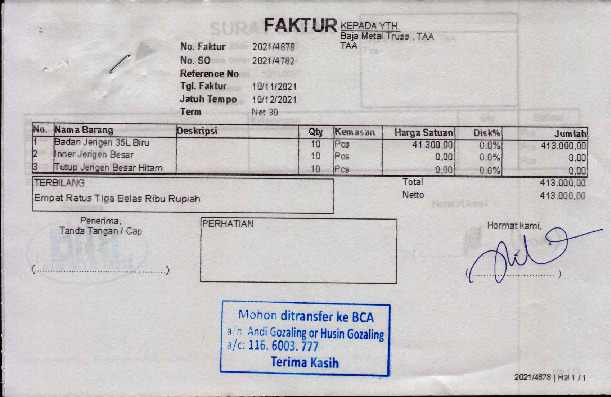 FAKTUR
KEPADA YTH
Baja Metal Truss , TAA
TAA
No. Faktur 2021/4878
No. SO 2021/4782
Reference No
Tgl. Faktur 10/11/2021
Jatuh Tempo 10/12/2021
Term Net 30
No. Nama Barang Deskripsi Qty Kemasan Harga Satuan Disk% Jumlah
1 Badan Jerigen 35L Biru 10 Pcs 41.300,00 0.0% 413.000,00
2 Inner Jerigen Besar 10 Pcs 0,00 0.0% 0,00
3 Tutup Jerigen Besar Hitam 10 Pcs 0,00 0.0% 0,00
TERBILANG
Empat Ratus Tiga Belas Ribu Rupiah
Total 413.000,00
Netto 413.000,00
Penerima,
Tanda Tangan / Cap
PERHATIAN
Hormat kami,
(........................................)
(............................)
Mohon ditransfer ke BCA
a/n. Andi Gozaling or Husin Gozaling
a/c: 116. 6003. 777
Terima Kasih
2021/4878 | Hal 1 / 1